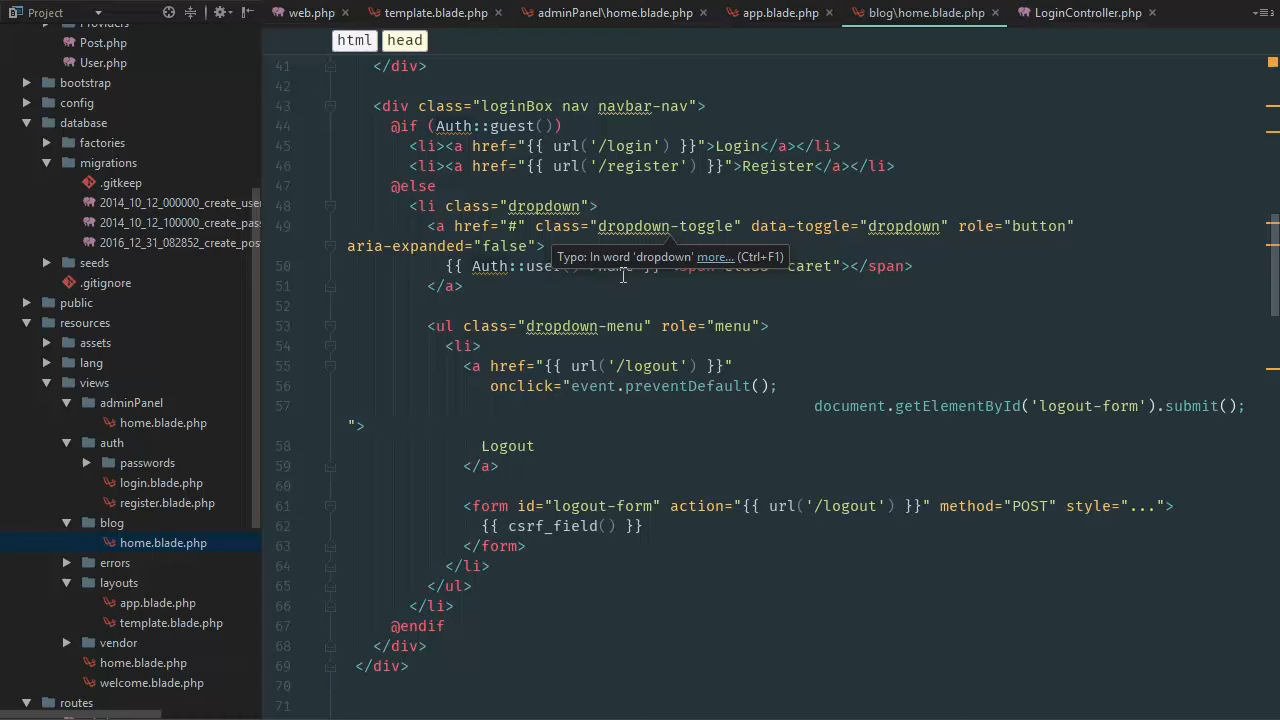 Project
web.php
template.blade.php
adminPanel\home.blade.php
app.blade.php
blog\home.blade.php
LoginController.php
html head
Post.php
User.php
bootstrap
config
database
factories
migrations
.gitkeep
2014_10_12_000000_create_use
2014_10_12_100000_create_pas
2016_12_31_082852_create_post
seeds
.gitignore
public
resources
assets
lang
views
adminPanel
home.blade.php
auth
passwords
login.blade.php
register.blade.php
blog
home.blade.php
errors
layouts
app.blade.php
template.blade.php
vendor
home.blade.php
welcome.blade.php
routes
41 </div>
42
43 <div class="loginBox nav navbar-nav">
44 @if (Auth::guest())
45 <li><a href="{{ url('/login') }}">Login</a></li>
46 <li><a href="{{ url('/register') }}">Register</a></li>
47 @else
48 <li class="dropdown">
49 <a href="#" class="dropdown-toggle" data-toggle="dropdown" role="button"
aria-expanded="false">
Typo: In word 'dropdown' more... (Ctrl+F1)
50 {{ Auth::use caret"></span>
51 </a>
52
53 <ul class="dropdown-menu" role="menu">
54 <li>
55 <a href="{{ url('/logout') }}"
56 onclick="event.preventDefault();
57 document.getElementById('logout-form').submit();
">
58 Logout
59 </a>
60
61 <form id="logout-form" action="{{ url('/logout') }}" method="POST" style="...">
62 {{ csrf_field() }}
63 </form>
64 </li>
65 </ul>
66 </li>
67 @endif
68 </div>
69 </div>
70
71